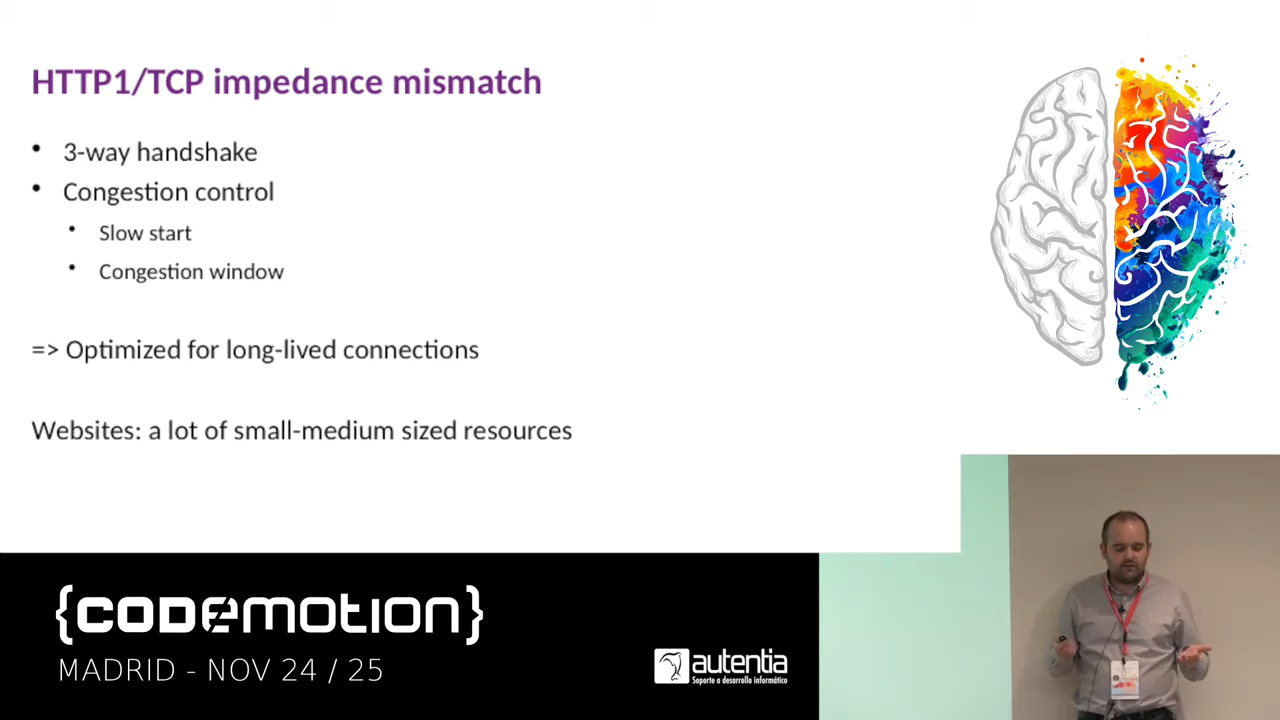 HTTP1/TCP impedance mismatch
• 3-way handshake
• Congestion control
• Slow start
• Congestion window
=> Optimized for long-lived connections
Websites: a lot of small-medium sized resources
{CODEMOTION}
MADRID - NOV 24 / 25
autentia
Soporte a desarrollo informático